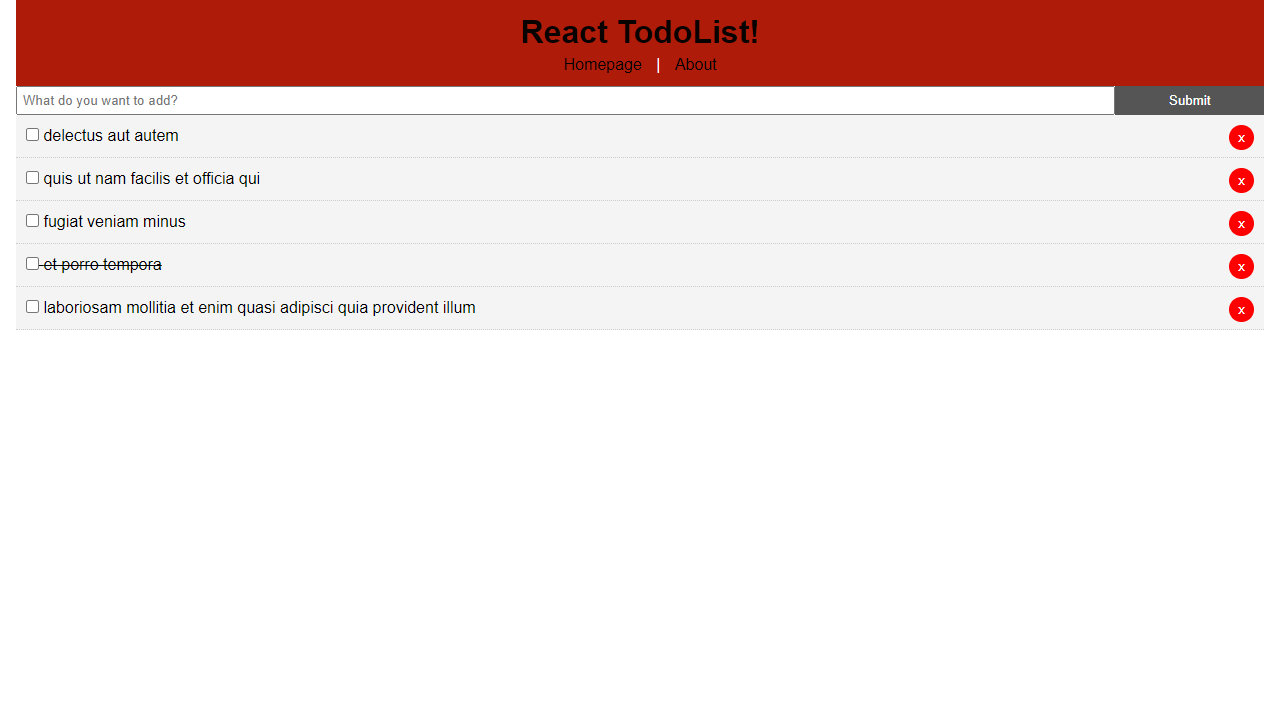 React TodoList!
Homepage | About
What do you want to add? Submit
delectus aut autem x
quis ut nam facilis et officia qui x
fugiat veniam minus x
et porro tempora x
laboriosam mollitia et enim quasi adipisci quia provident illum x